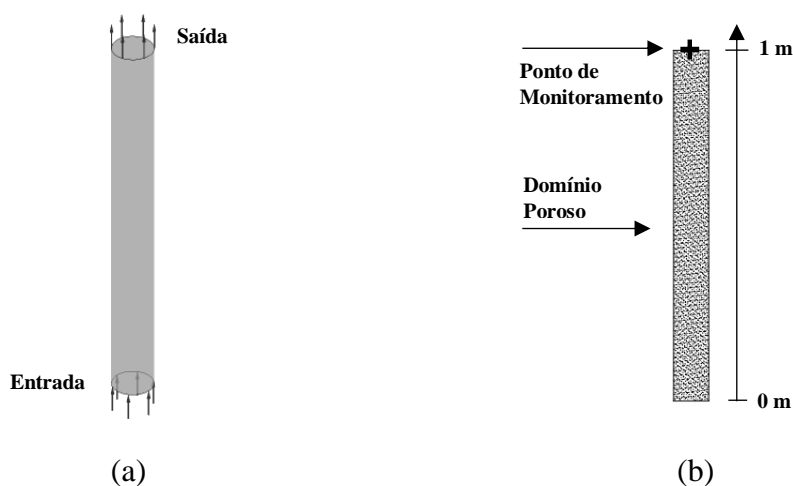 Saída
Entrada
(a)
Ponto de
Monitoramento
1 m
Domínio
Poroso
0 m
(b)